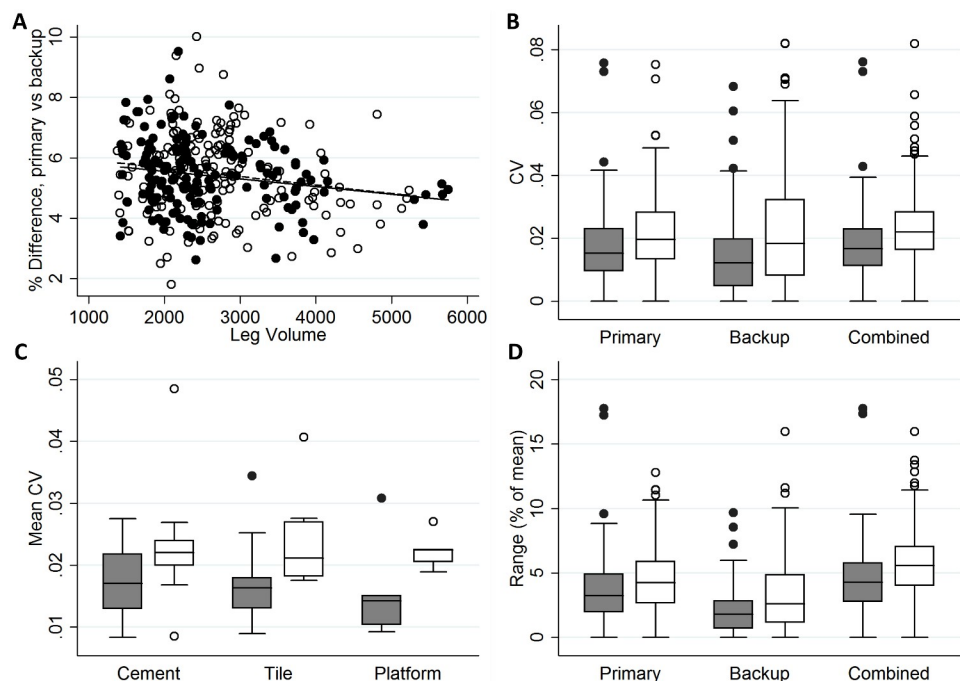 A
% Difference, primary vs backup
10
8
6
4
2
1000 2000 3000 4000 5000 6000
Leg Volume
B
CV
.08
.06
.04
.02
0
Primary Backup Combined
C
Mean CV
.05
.04
.03
.02
.01
Cement Tile Platform
D
Range (% of mean)
20
15
10
5
0
Primary Backup Combined